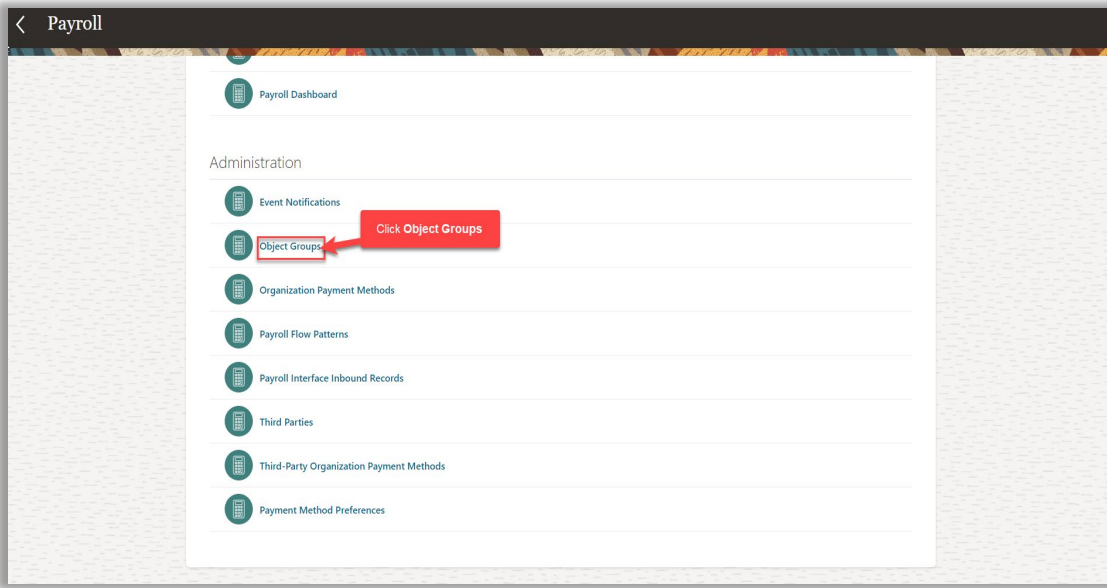 Payroll
Payroll Dashboard
Administration
Event Notifications
Click Object Groups
Object Groups
Organization Payment Methods
Payroll Flow Patterns
Payroll Interface Inbound Records
Third Parties
Third-Party Organization Payment Methods
Payment Method Preferences